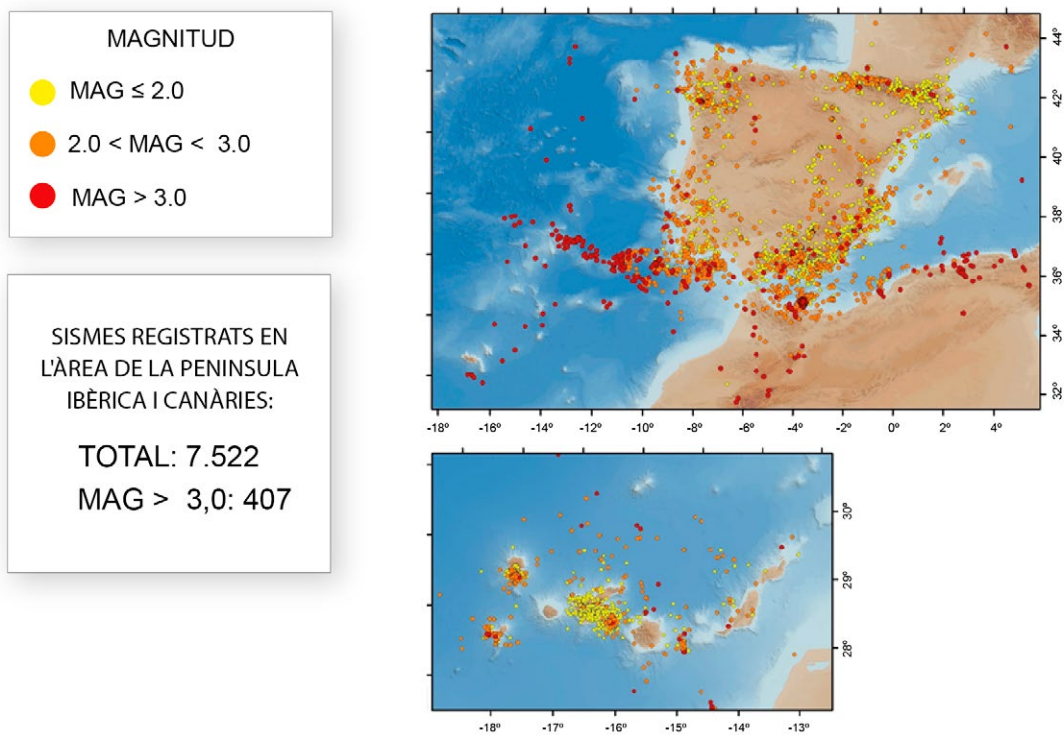 MAGNITUD
MAG ≤ 2.0
2.0 < MAG < 3.0
MAG > 3.0
SISMES REGISTRATS EN
L'ÀREA DE LA PENINSULA
IBÈRICA I CANÀRIES:
TOTAL: 7.522
MAG > 3,0: 407
44°
42°
40°
38°
36°
34°
32°
-18° -16° -14° -12° -10° -8° -6° -4° -2° 0° 2° 4°
30°
29°
28°
-18° -17° -16° -15° -14° -13°